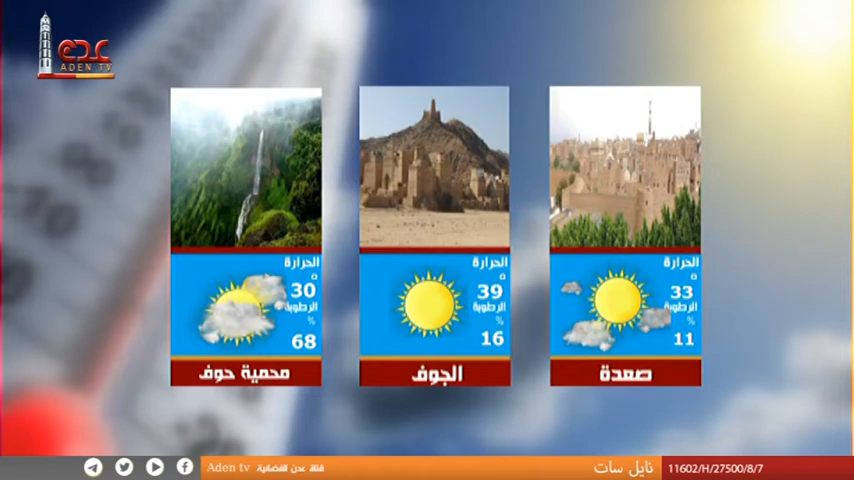 عدن
ADEN TV
الحرارة
°
33
الرطوبة
%
11
صعدة
الحرارة
°
39
الرطوبة
%
16
الجوف
الحرارة
°
30
الرطوبة
%
68
محمية حوف
Aden tv قناة عدن الفضائية
نايل سات
11602/H/27500/8/7